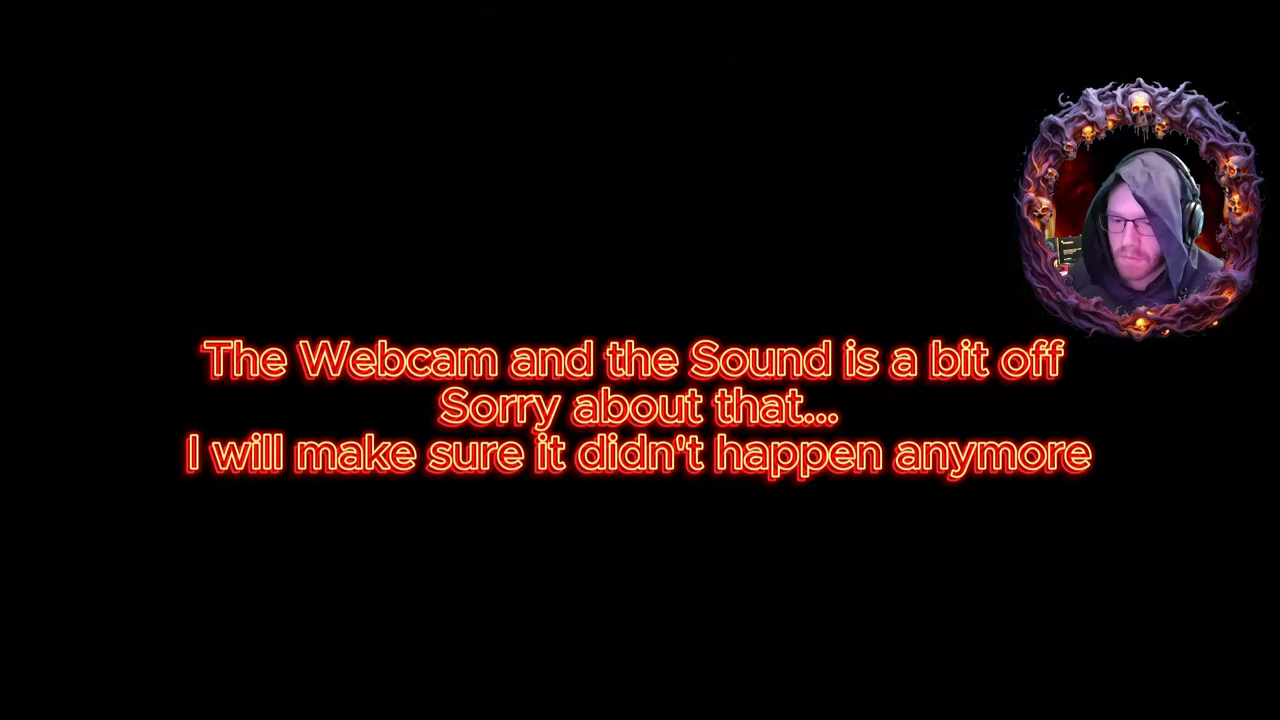 The Webcam and the Sound is a bit off
Sorry about that...
I will make sure it didn't happen anymore